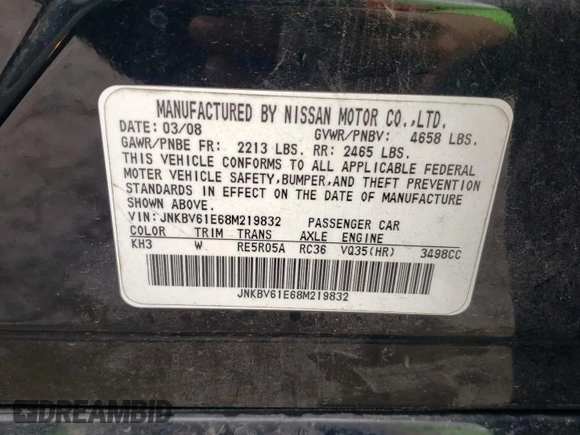 MANUFACTURED BY NISSAN MOTOR CO.,LTD.
DATE: 03/08 GVWR/PNBV: 4658 LBS.
GAWR/PNBE FR: 2213 LBS. RR: 2465 LBS.
THIS VEHICLE CONFORMS TO ALL APPLICABLE FEDERAL
MOTOR VEHICLE SAFETY,BUMPER,AND THEFT PREVENTION
STANDARDS IN EFFECT ON THE DATE OF MANUFACTURE
SHOWN ABOVE.
VIN: JNKBV61E68M219832 PASSENGER CAR
COLOR TRIM TRANS AXLE ENGINE
KH3 W RE5R05A RC36 VQ35(HR) 3498CC
JNKBV61E68M219832
DREAMBID